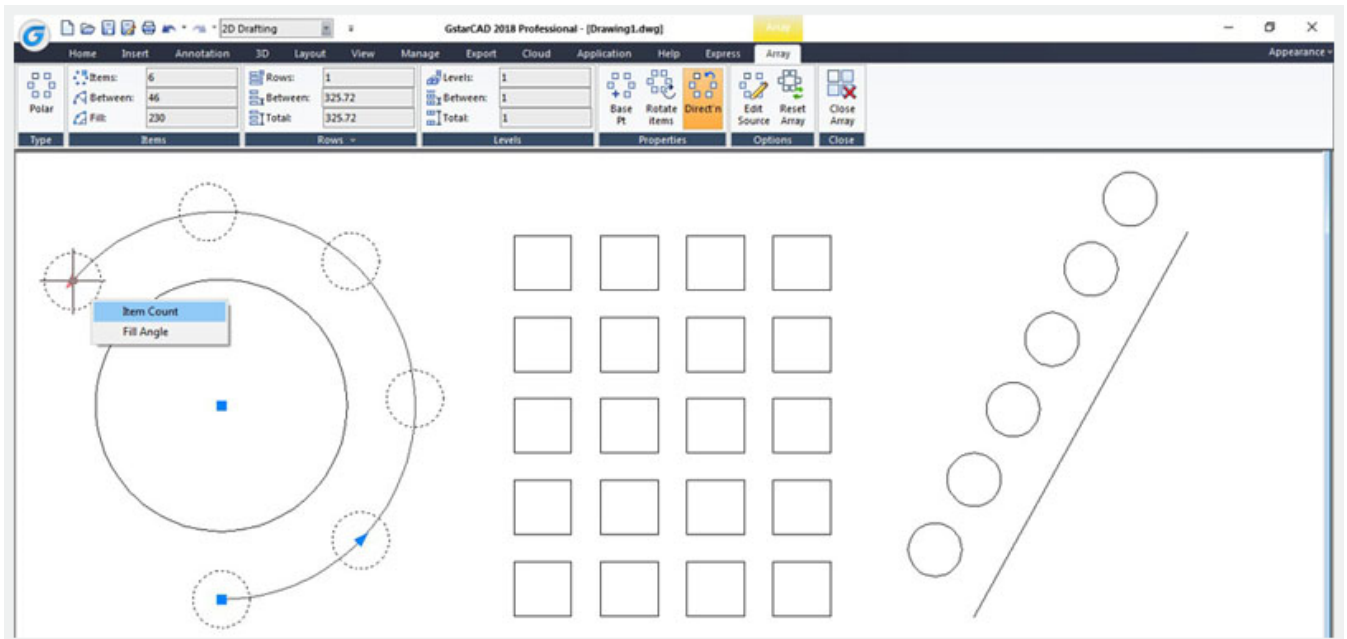 2D Drafting
GstarCAD 2018 Professional - [Drawing1.dwg]
Array
Home Insert Annotation 3D Layout View Manage Export Cloud Application Help Express Array Appearance
Items: 6 Rows: 1 Levels: 1
Between: 46 Between: 325.72 Between: 1
Fill: 230 Total: 325.72 Total: 1
Polar Base Pt Rotate items Direct'n Edit Source Reset Array Close Array
Type Items Rows Levels Properties Options Close
Item Count
Fill Angle